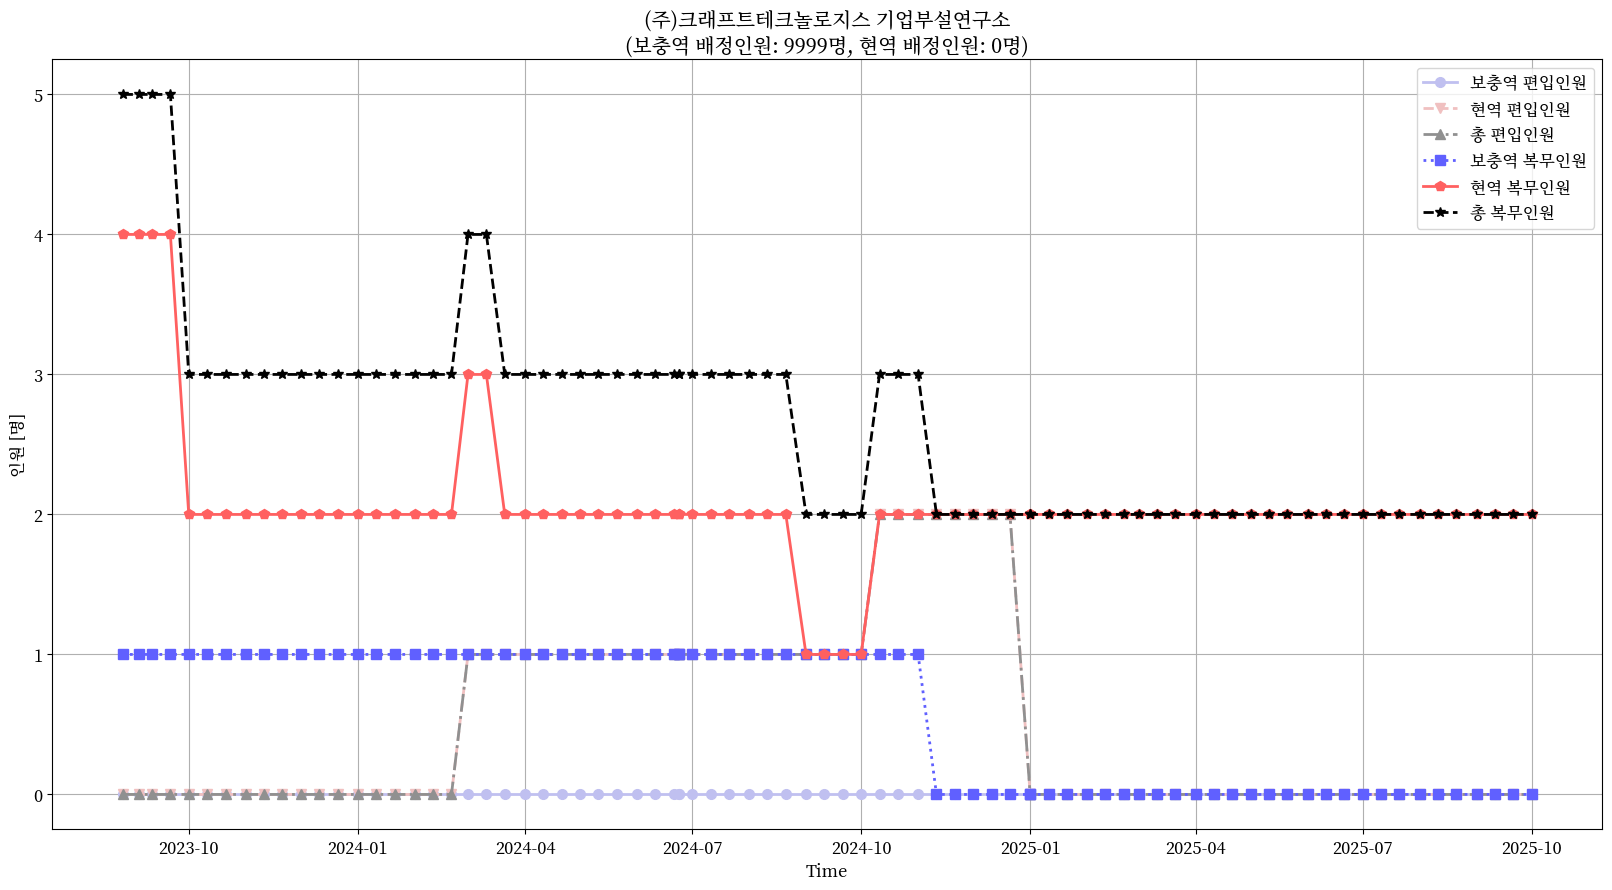 (주)크래프트테크놀로지스 기업부설연구소
(보충역 배정인원: 9999명, 현역 배정인원: 0명)
보충역 편입인원
현역 편입인원
총 편입인원
보충역 복무인원
현역 복무인원
총 복무인원
인원 [명]
5
4
3
2
1
0
2023-10
2024-01
2024-04
2024-07
2024-10
2025-01
2025-04
2025-07
2025-10
Time